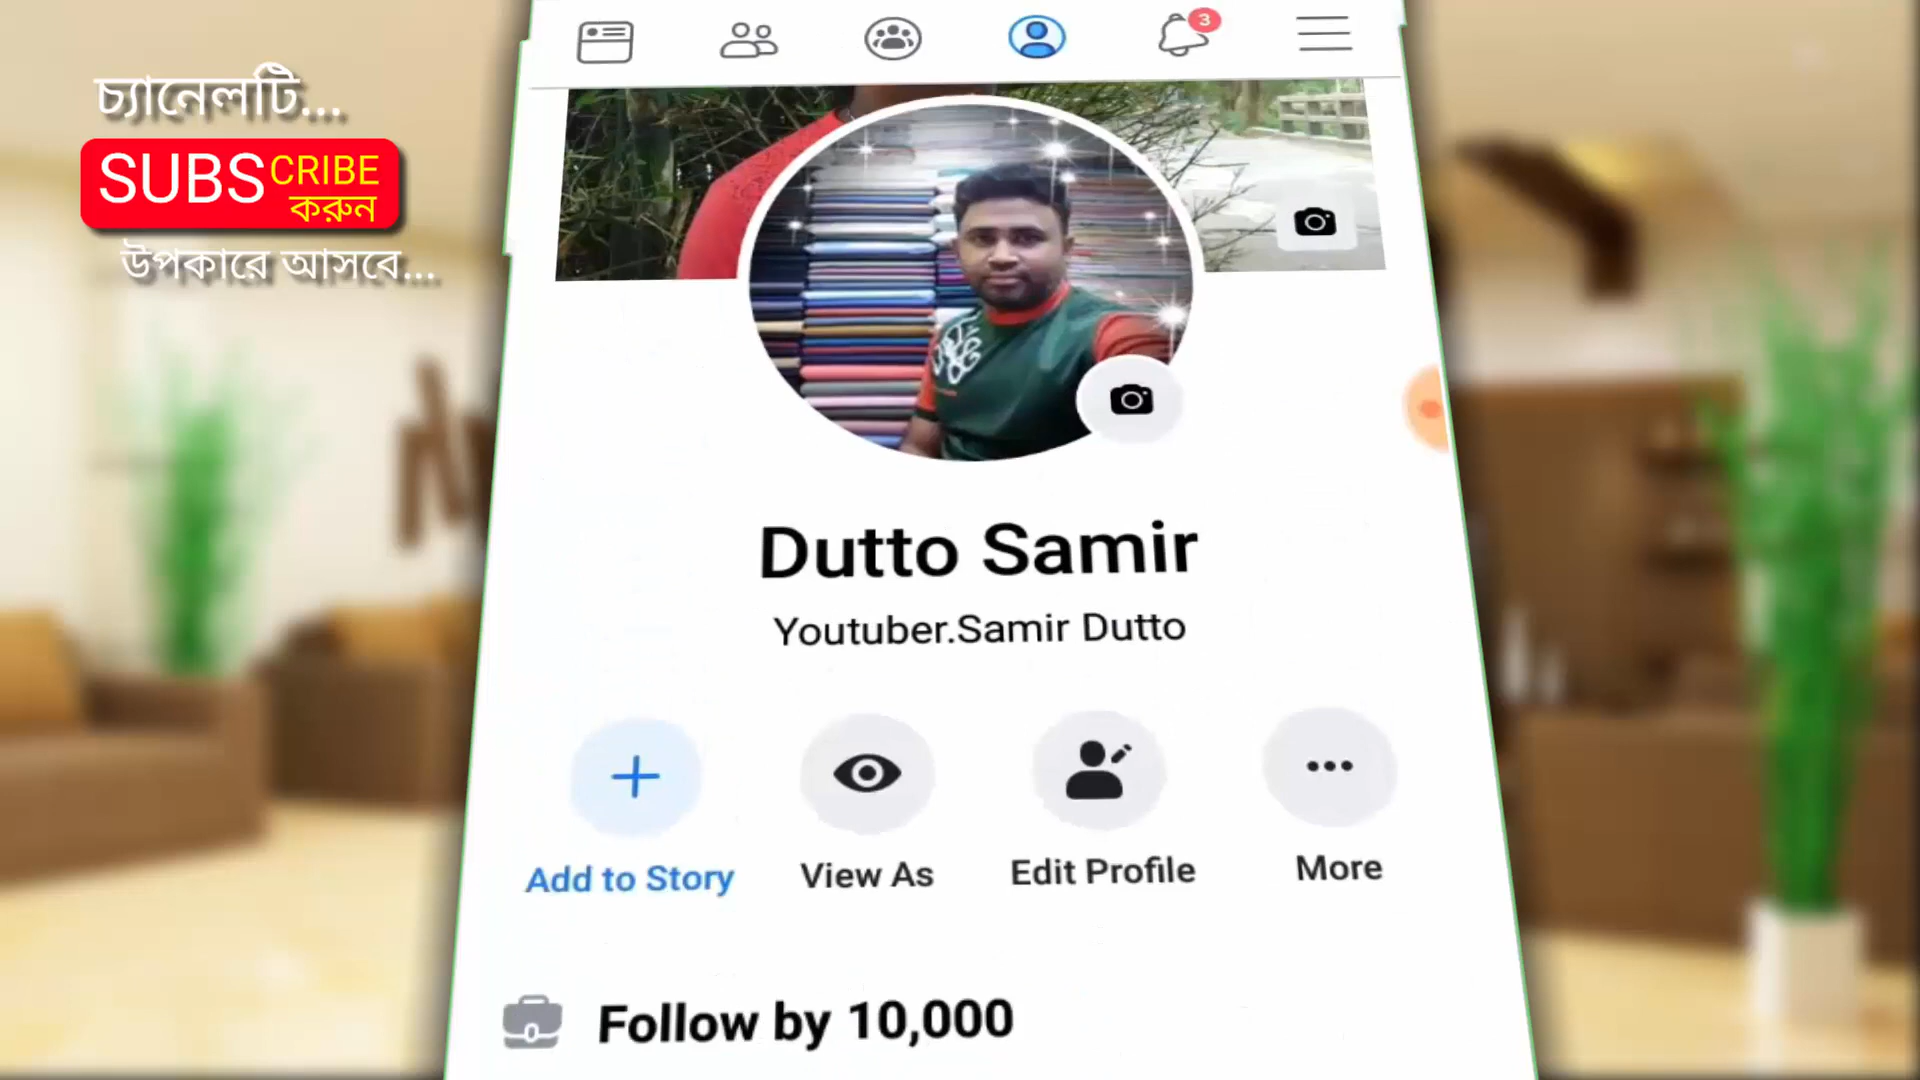 চ্যানেলটি...
SUBSCRIBE
করুন
উপকারে আসবে...
3
Dutto Samir
Youtuber.Samir Dutto
Add to Story
View As
Edit Profile
More
Follow by 10,000